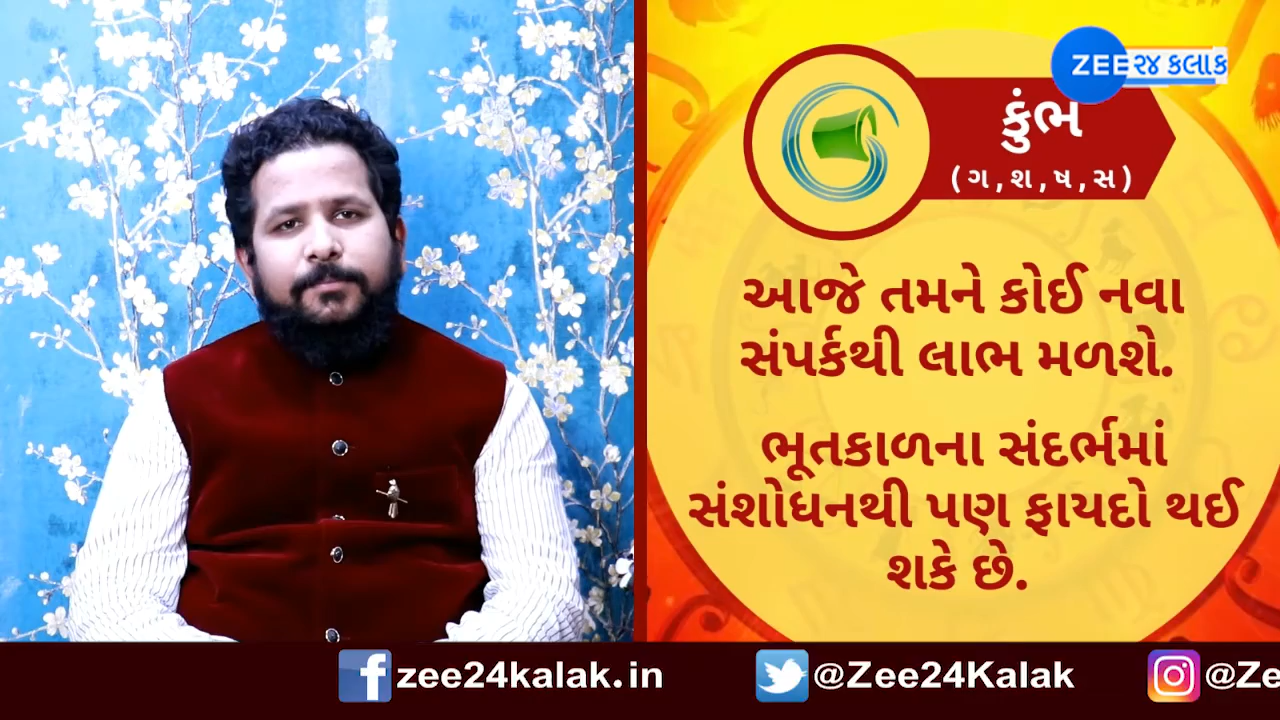 ZEE ૨૪ કલાક
કુંભ
(ગ,શ,ષ,સ)
આજે તમને કોઈ નવા
સંપર્કથી લાભ મળશે.
ભૂતકાળના સંદર્ભમાં
સંશોધનથી પણ ફાયદો થઈ
શકે છે.
zee24kalak.in @Zee24Kalak @Ze